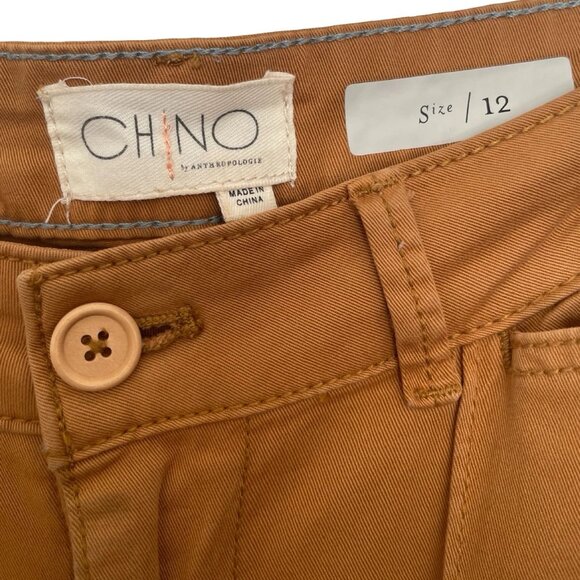 CHINO
by ANTHROPOLOGIE
MADE IN
CHINA
Size / 12